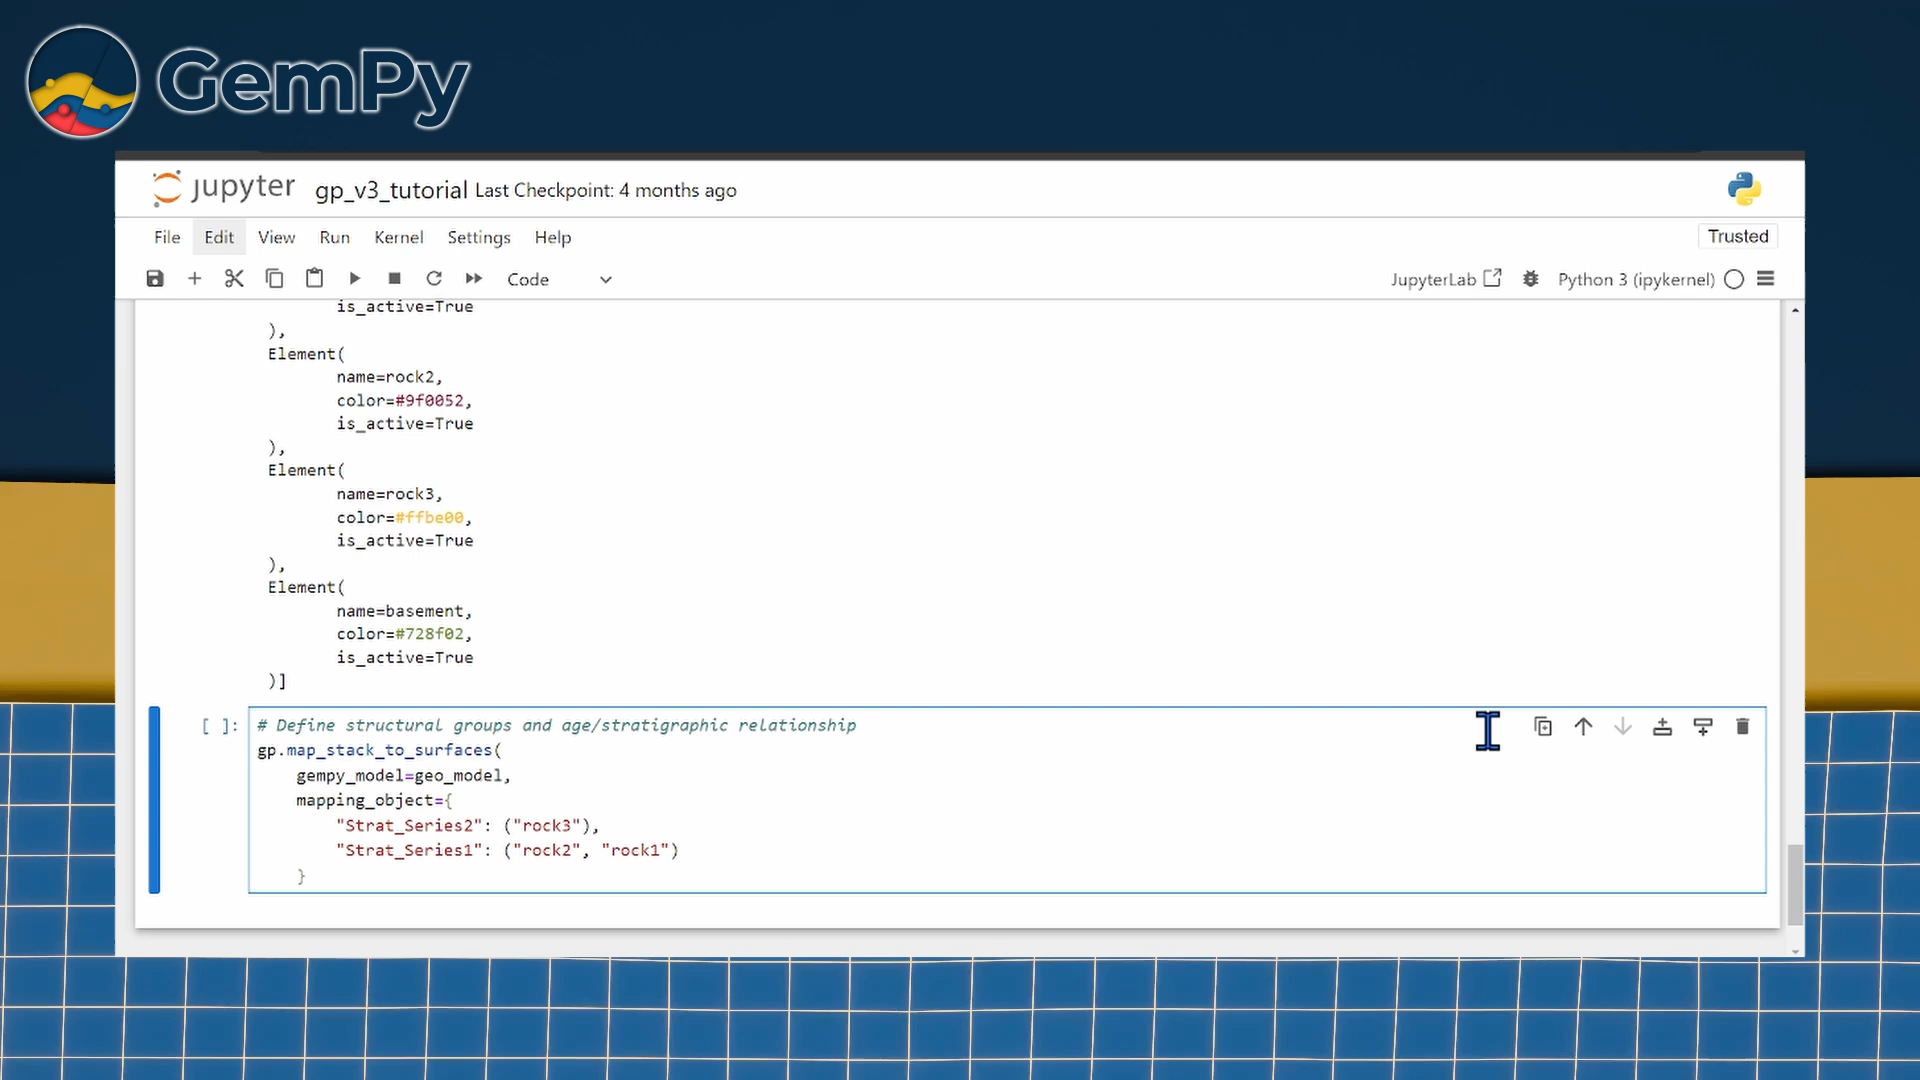 GemPy
jupyter gp_v3_tutorial Last Checkpoint: 4 months ago
File Edit View Run Kernel Settings Help Trusted
Code JupyterLab Python 3 (ipykernel)
is_active=True
),
Element(
name=rock2,
color=#9f0052,
is_active=True
),
Element(
name=rock3,
color=#ffbe00,
is_active=True
),
Element(
name=basement,
color=#728f02,
is_active=True
)]
[ ]: # Define structural groups and age/stratigraphic relationship
gp.map_stack_to_surfaces(
gempy_model=geo_model,
mapping_object={
"Strat_Series2": ("rock3"),
"Strat_Series1": ("rock2", "rock1")
}